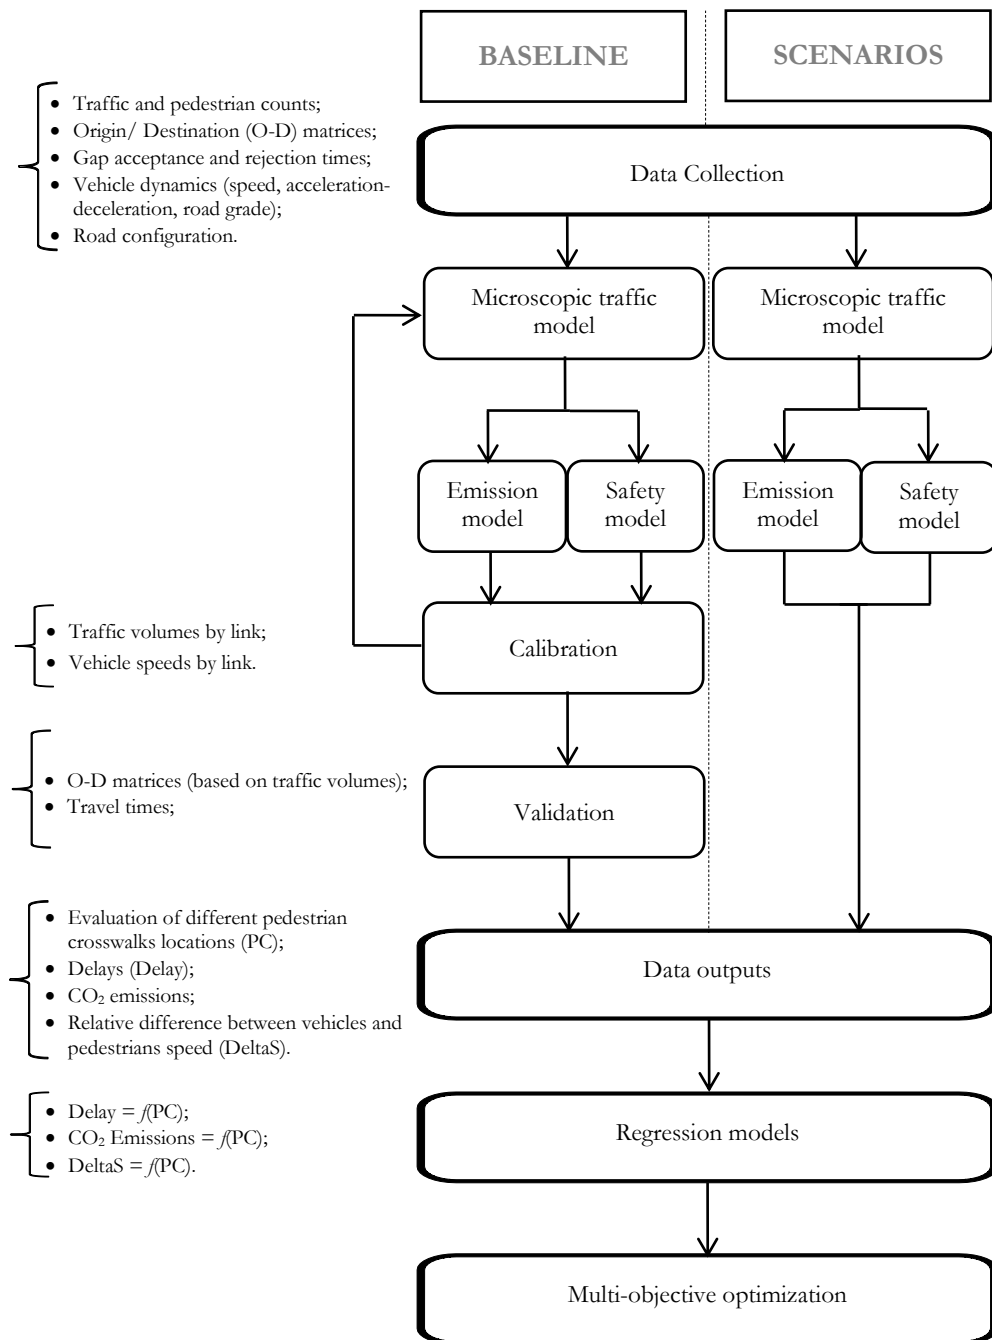 BASELINE
SCENARIOS
• Traffic and pedestrian counts;
• Origin/ Destination (O-D) matrices;
• Gap acceptance and rejection times;
• Vehicle dynamics (speed, acceleration-
deceleration, road grade);
• Road configuration.
Data Collection
Microscopic traffic
model
Microscopic traffic
model
Emission
model
Safety
model
Emission
model
Safety
model
• Traffic volumes by link;
• Vehicle speeds by link.
Calibration
• O-D matrices (based on traffic volumes);
• Travel times;
Validation
• Evaluation of different pedestrian
crosswalks locations (PC);
• Delays (Delay);
• CO₂ emissions;
• Relative difference between vehicles and
pedestrians speed (DeltaS).
Data outputs
• Delay = f(PC);
• CO₂ Emissions = f(PC);
• DeltaS = f(PC).
Regression models
Multi-objective optimization